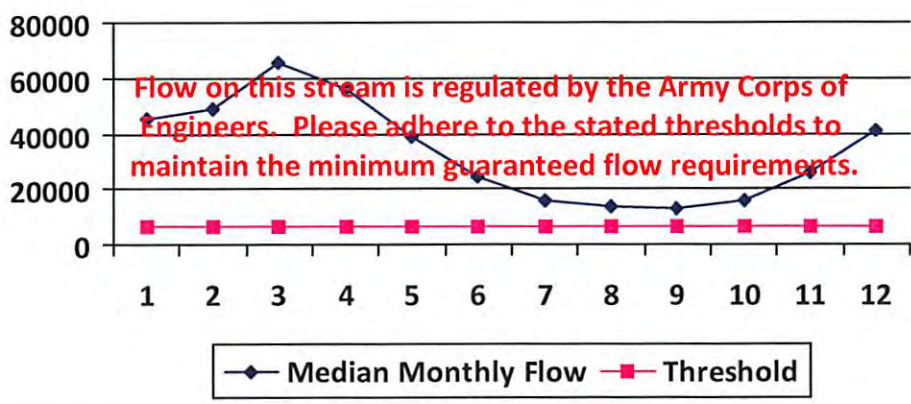 80000
60000
40000
20000
0
Flow on this stream is regulated by the Army Corps of
Engineers. Please adhere to the stated thresholds to
maintain the minimum guaranteed flow requirements.
1 2 3 4 5 6 7 8 9 10 11 12
Median Monthly Flow Threshold